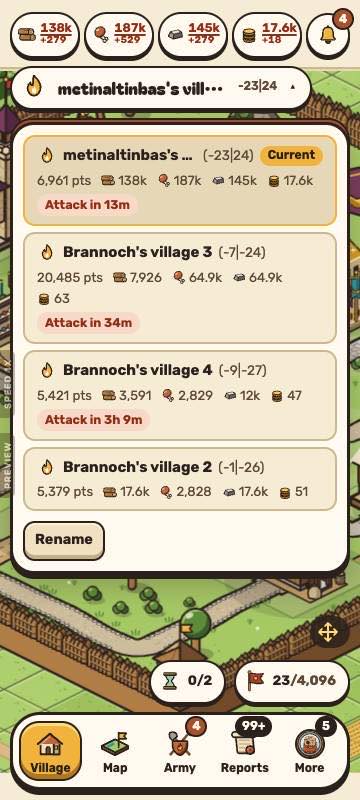 138k 187k 145k 17.6k 4
+279 +529 +279 +18
metinaltinbas's vill··· -23|24 ▲
metinaltinbas's ... (-23|24) Current
6,961 pts 138k 187k 145k 17.6k
Attack in 13m
Brannoch's village 3 (-7|-24)
20,485 pts 7,926 64.9k 64.9k
63
Attack in 34m
Brannoch's village 4 (-9|-27)
5,421 pts 3,591 2,829 12k 47
Attack in 3h 9m
SPEED
Brannoch's village 2 (-1|-26)
5,379 pts 17.6k 2,828 17.6k 51
PREVIEW
Rename
0/2 23/4,096
4 99+ 5
Village Map Army Reports More